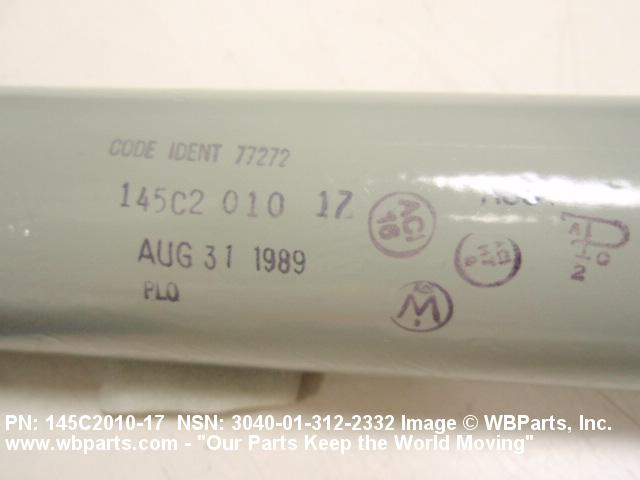 CODE IDENT 77272
145C2 010 17
AUG 31 1989
PLQ
ACI
16
2
PN: 145C2010-17 NSN: 3040-01-312-2332 Image © WBParts, Inc.
www.wbparts.com - "Our Parts Keep the World Moving"